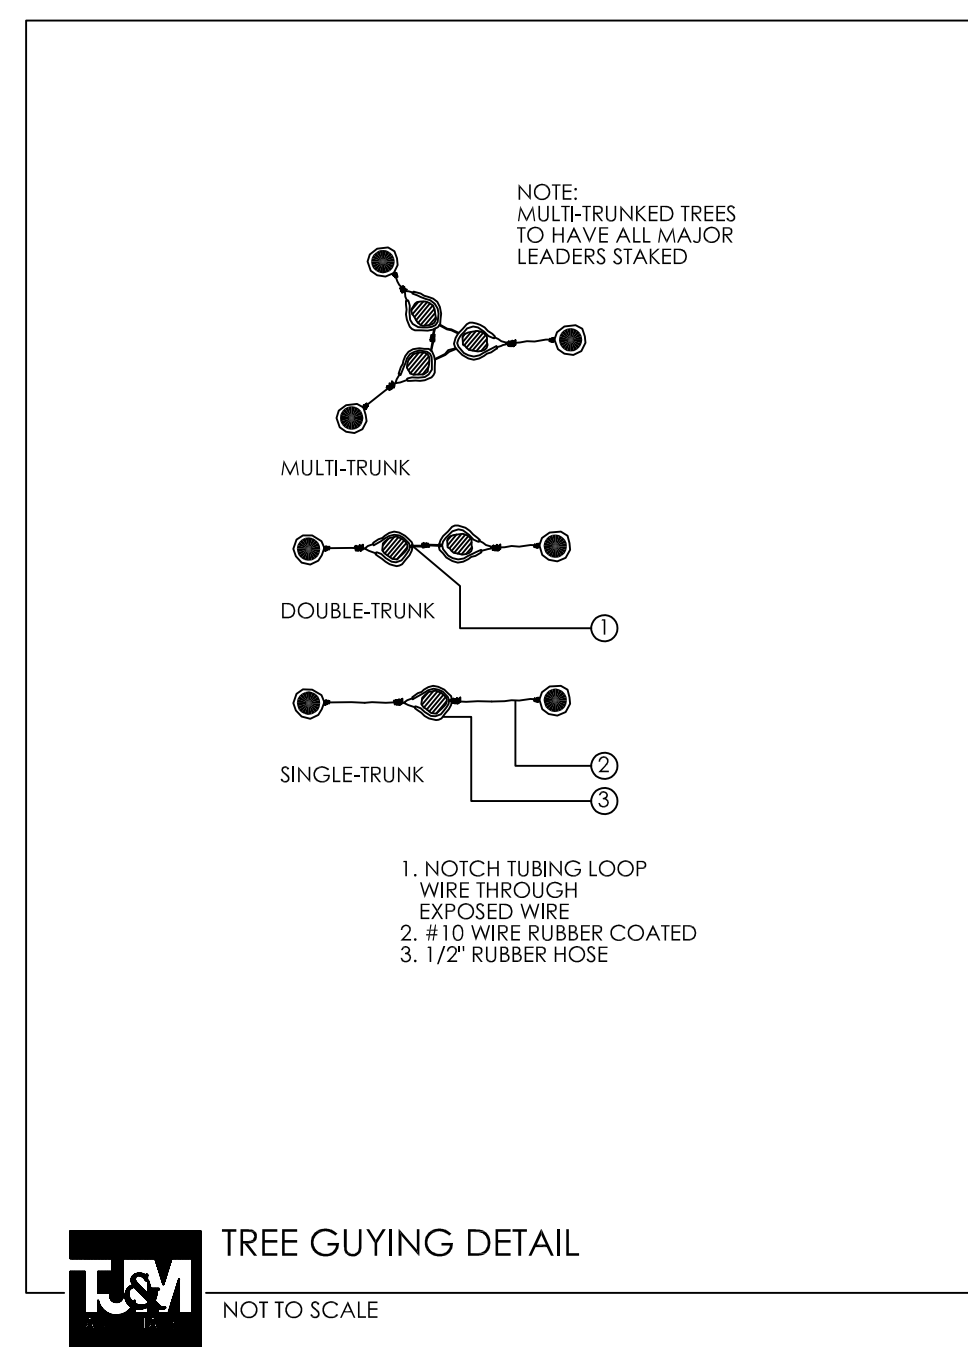 NOTE:
MULTI-TRUNKED TREES
TO HAVE ALL MAJOR
LEADERS STAKED
MULTI-TRUNK
DOUBLE-TRUNK
1
SINGLE-TRUNK
2
3
1. NOTCH TUBING LOOP
WIRE THROUGH
EXPOSED WIRE
2. #10 WIRE RUBBER COATED
3. 1/2" RUBBER HOSE
TREE GUYING DETAIL
TJ&M
NOT TO SCALE